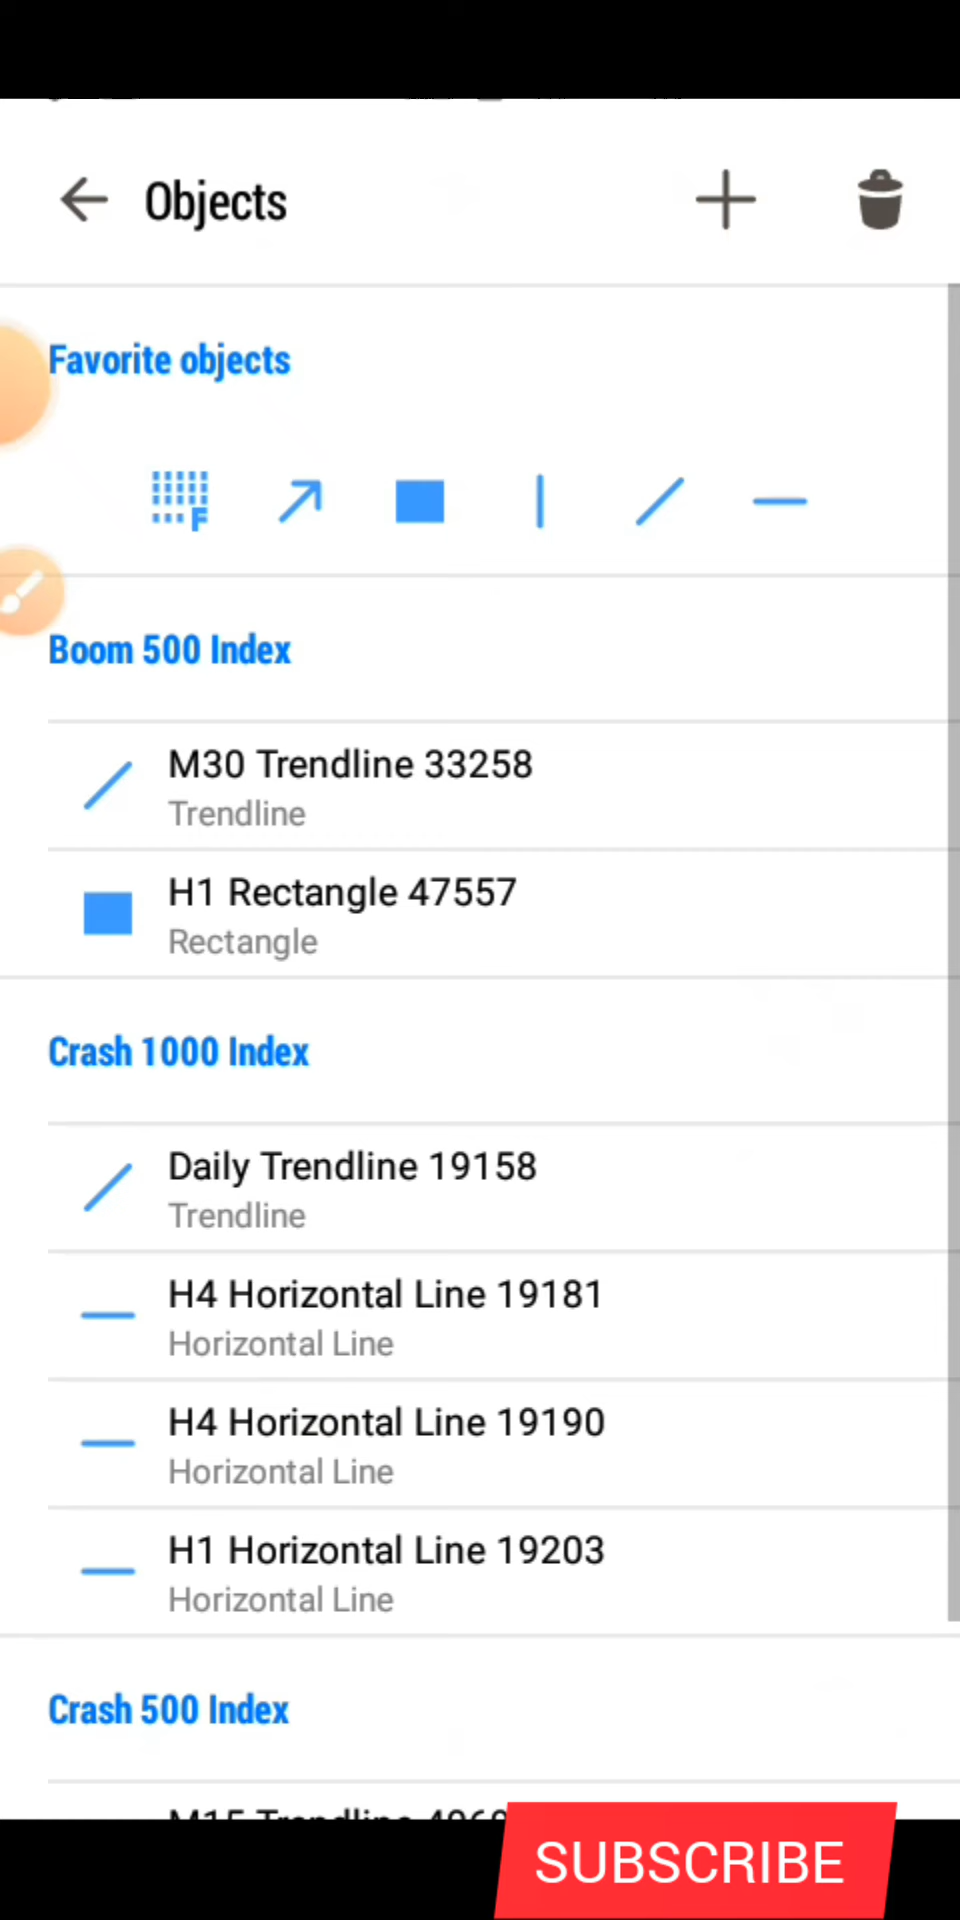 Objects
Favorite objects
F
Boom 500 Index
M30 Trendline 33258
Trendline
H1 Rectangle 47557
Rectangle
Crash 1000 Index
Daily Trendline 19158
Trendline
H4 Horizontal Line 19181
Horizontal Line
H4 Horizontal Line 19190
Horizontal Line
H1 Horizontal Line 19203
Horizontal Line
Crash 500 Index
M15 Trendline
SUBSCRIBE